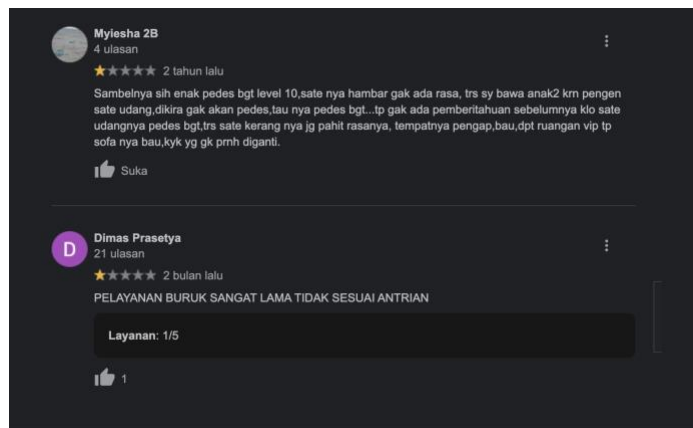 Myiesha 2B
4 ulasan
2 tahun lalu
Sambelnya sih enak pedes bgt level 10,sate nya hambar gak ada rasa, trs sy bawa anak2 krn pengen
sate udang,dikira gak akan pedes,tau nya pedes bgt...tp gak ada pemberitahuan sebelumnya klo sate
udangnya pedes bgt,trs sate kerang nya jg pahit rasanya, tempatnya pengap,bau,dpt ruangan vip tp
sofa nya bau,kyk yg gk prnh diganti.
Suka
D
Dimas Prasetya
21 ulasan
2 bulan lalu
PELAYANAN BURUK SANGAT LAMA TIDAK SESUAI ANTRIAN
Layanan: 1/5
1